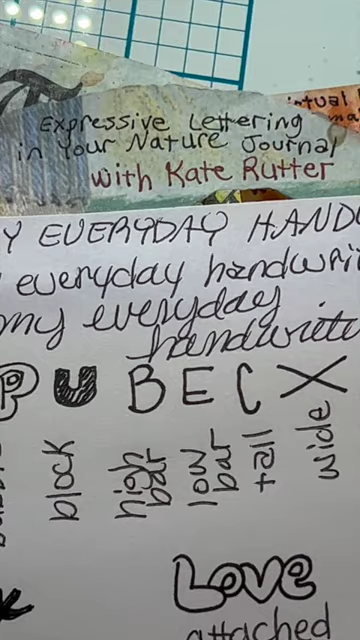 Expressive Lettering
in Your Nature Journal
with Kate Rutter
Y EVERYDAY HAND
everyday handwri
my everyday
handwriti
P U B E C X
block
high bar
low bar
tall
wide
LOVE
attached